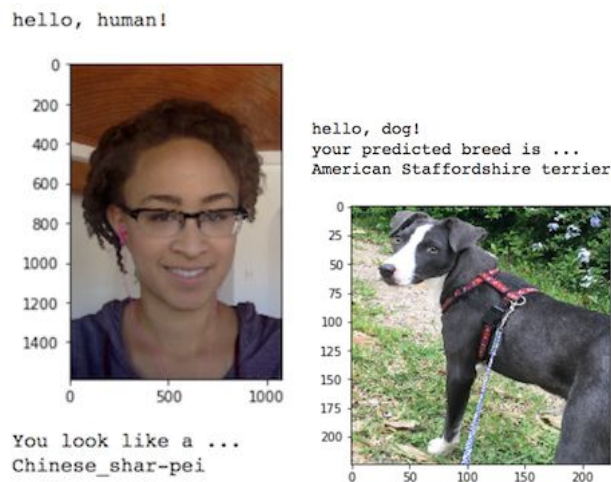 hello, human!
0
200
400
600
800
1000
1200
1400
0 500 1000
You look like a ...
Chinese_shar-pei
hello, dog!
your predicted breed is ...
American Staffordshire terrier
0
25
50
75
100
125
150
175
200
0 50 100 150 200